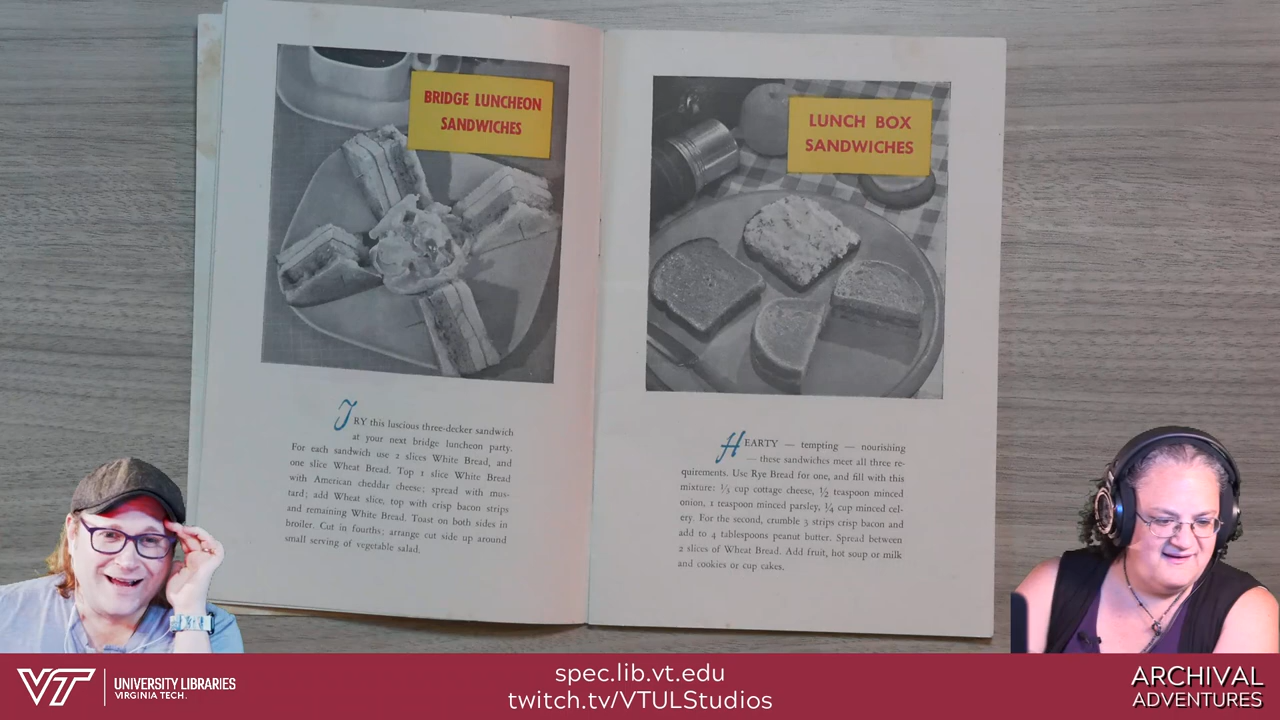 BRIDGE LUNCHEON
SANDWICHES
TRY this luscious three-decker sandwich
at your next bridge luncheon party.
For each sandwich use 2 slices White Bread, and
one slice Wheat Bread. Top 1 slice White Bread
with American cheddar cheese; spread with mus-
tard; add Wheat slice, top with crisp bacon strips
and remaining White Bread. Toast on both sides in
broiler. Cut in fourths; arrange cut side up around
small serving of vegetable salad.
LUNCH BOX
SANDWICHES
HEARTY — tempting — nourishing
— these sandwiches meet all three re-
quirements. Use Rye Bread for one, and fill with this
mixture: ⅓ cup cottage cheese, ½ teaspoon minced
onion, 1 teaspoon minced parsley, ¼ cup minced cel-
ery. For the second, crumble 3 strips crisp bacon and
add to 4 tablespoons peanut butter. Spread between
2 slices of Wheat Bread. Add fruit, hot soup or milk
and cookies or cup cakes.
VT
UNIVERSITY LIBRARIES
VIRGINIA TECH.
spec.lib.vt.edu
twitch.tv/VTULStudios
ARCHIVAL
ADVENTURES